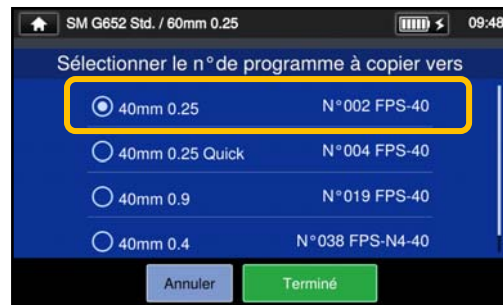 SM G652 Std. / 60mm 0.25 09:48
Sélectionner le n° de programme à copier vers
40mm 0.25 N°002 FPS-40
40mm 0.25 Quick N°004 FPS-40
40mm 0.9 N°019 FPS-40
40mm 0.4 N°038 FPS-N4-40
Annuler Terminé